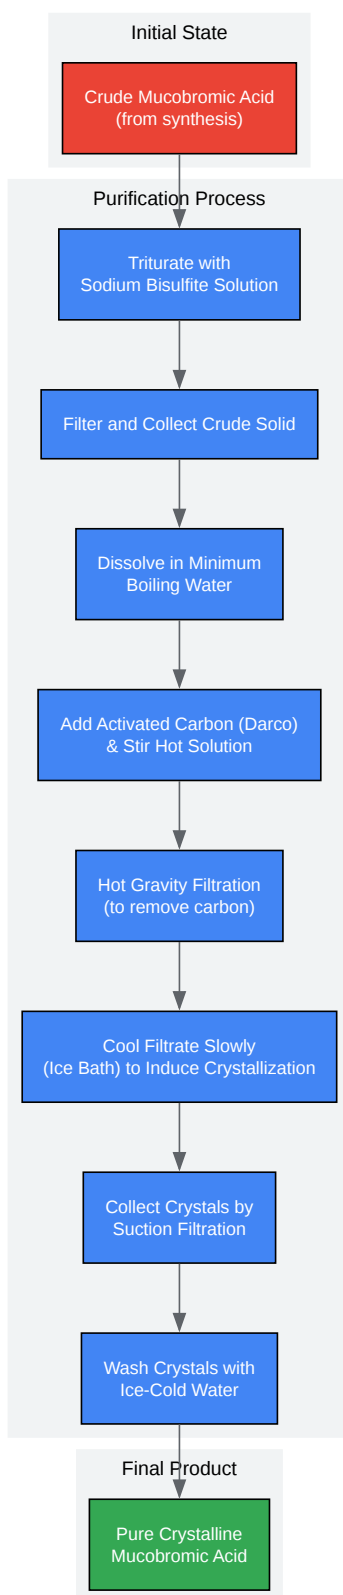 Initial State
Crude Mucobromic Acid
(from synthesis)
Purification Process
Triturate with
Sodium Bisulfite Solution
Filter and Collect Crude Solid
Dissolve in Minimum
Boiling Water
Add Activated Carbon (Darco)
& Stir Hot Solution
Hot Gravity Filtration
(to remove carbon)
Cool Filtrate Slowly
(Ice Bath) to Induce Crystallization
Collect Crystals by
Suction Filtration
Wash Crystals with
Ice-Cold Water
Final Product
Pure Crystalline
Mucobromic Acid